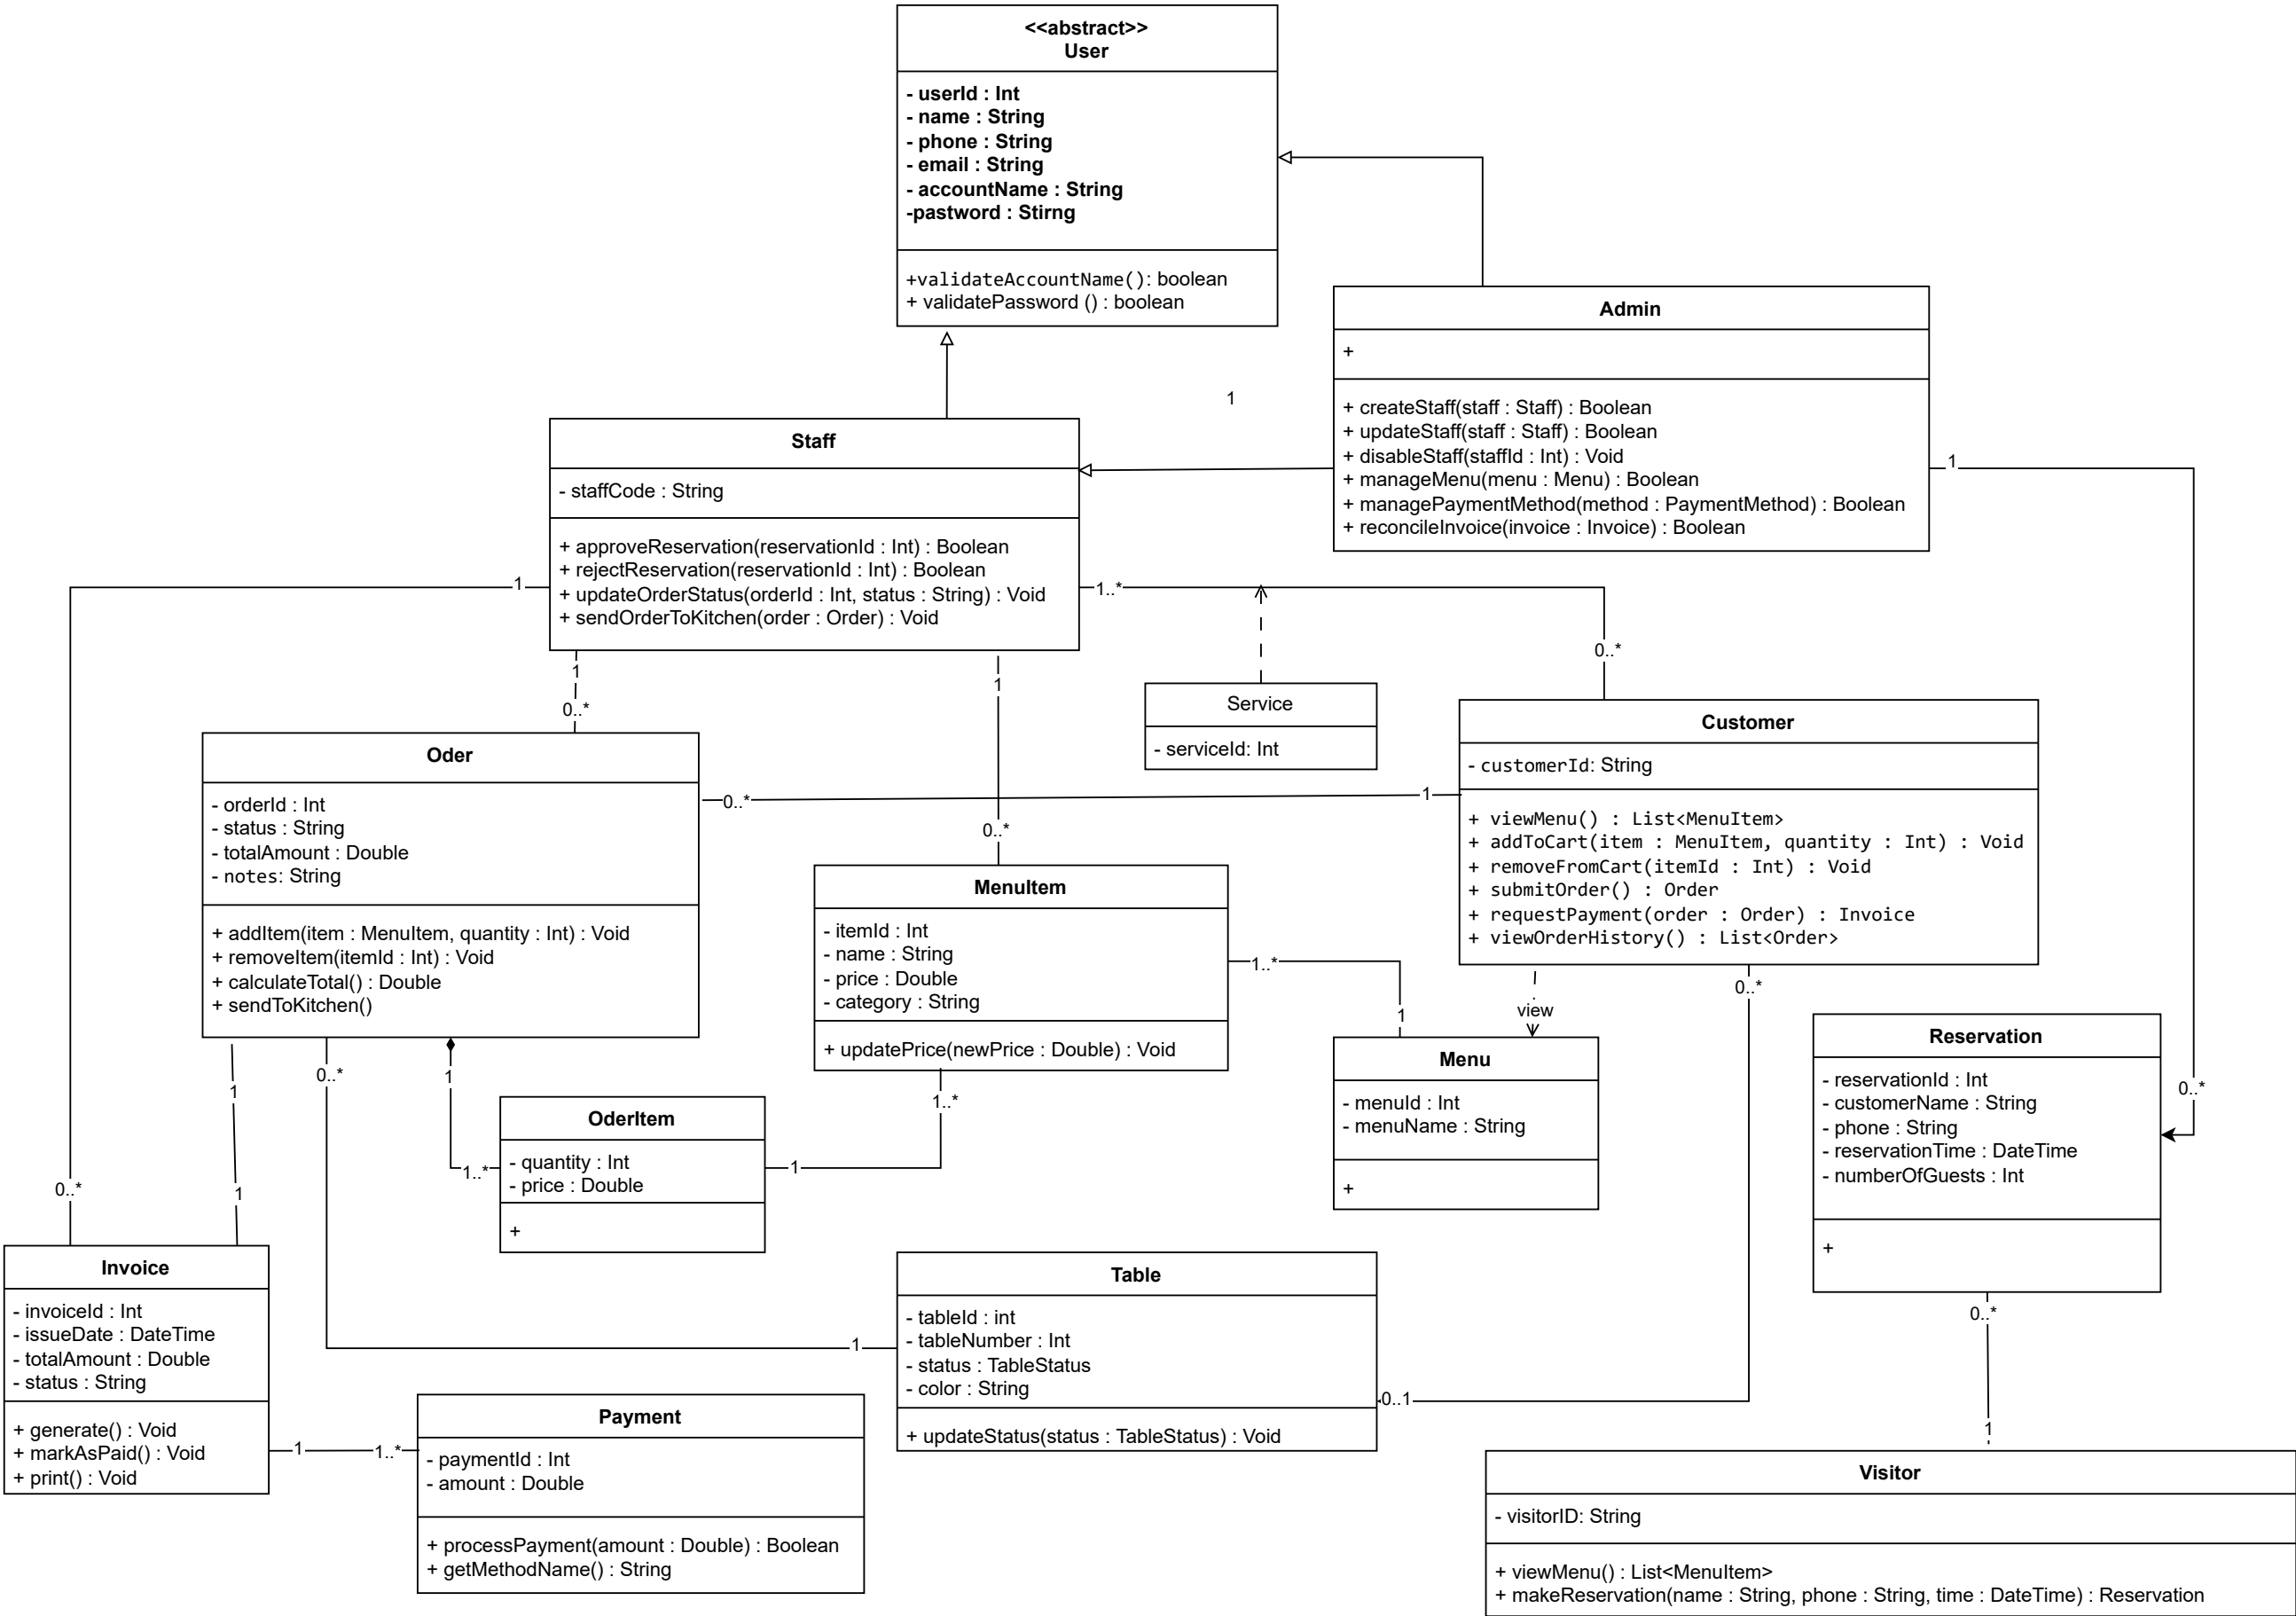 <<abstract>>
User
- userId : Int
- name : String
- phone : String
- email : String
- accountName : String
-pastword : Stirng
+validateAccountName(): boolean
+ validatePassword () : boolean
Admin
+
+ createStaff(staff : Staff) : Boolean
+ updateStaff(staff : Staff) : Boolean
+ disableStaff(staffId : Int) : Void
+ manageMenu(menu : Menu) : Boolean
+ managePaymentMethod(method : PaymentMethod) : Boolean
+ reconcileInvoice(invoice : Invoice) : Boolean
1
1
Staff
- staffCode : String
+ approveReservation(reservationId : Int) : Boolean
+ rejectReservation(reservationId : Int) : Boolean
+ updateOrderStatus(orderId : Int, status : String) : Void
+ sendOrderToKitchen(order : Order) : Void
1
1..*
0..*
1
0..*
1
0..*
Service
- serviceId: Int
Customer
- customerId: String
+ viewMenu() : List<MenuItem>
+ addToCart(item : MenuItem, quantity : Int) : Void
+ removeFromCart(itemId : Int) : Void
+ submitOrder() : Order
+ requestPayment(order : Order) : Invoice
+ viewOrderHistory() : List<Order>
Oder
- orderId : Int
- status : String
- totalAmount : Double
- notes: String
+ addItem(item : MenuItem, quantity : Int) : Void
+ removeItem(itemId : Int) : Void
+ calculateTotal() : Double
+ sendToKitchen()
0..*
1
MenuItem
- itemId : Int
- name : String
- price : Double
- category : String
+ updatePrice(newPrice : Double) : Void
1..*
1
view
0..*
Menu
- menuId : Int
- menuName : String
+
Reservation
- reservationId : Int
- customerName : String
- phone : String
- reservationTime : DateTime
- numberOfGuests : Int
+
0..*
1
0..*
1
1..*
OderItem
- quantity : Int
- price : Double
+
1..*
1
0..*
1
Invoice
- invoiceId : Int
- issueDate : DateTime
- totalAmount : Double
- status : String
+ generate() : Void
+ markAsPaid() : Void
+ print() : Void
1
1..*
Payment
- paymentId : Int
- amount : Double
+ processPayment(amount : Double) : Boolean
+ getMethodName() : String
1
Table
- tableId : int
- tableNumber : Int
- status : TableStatus
- color : String
+ updateStatus(status : TableStatus) : Void
0..1
0..*
1
Visitor
- visitorID: String
+ viewMenu() : List<MenuItem>
+ makeReservation(name : String, phone : String, time : DateTime) : Reservation